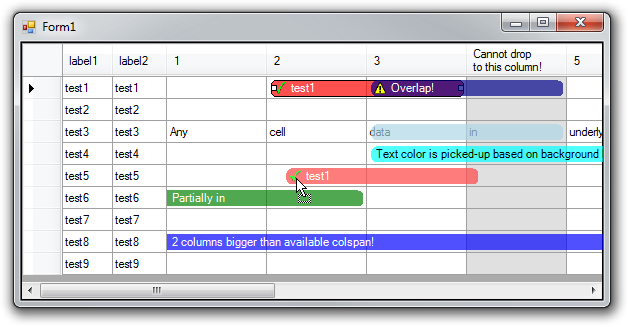 Form1
label1 label2 1 2 3 Cannot drop 5
to this column!
test1 test1 test1 Overlap!
test2 test2
test3 test3 Any cell data in underly
test4 test4 Text color is picked-up based on background
test5 test5 test1
test6 test6 Partially in
test7 test7
test8 test8 2 columns bigger than available colspan!
test9 test9